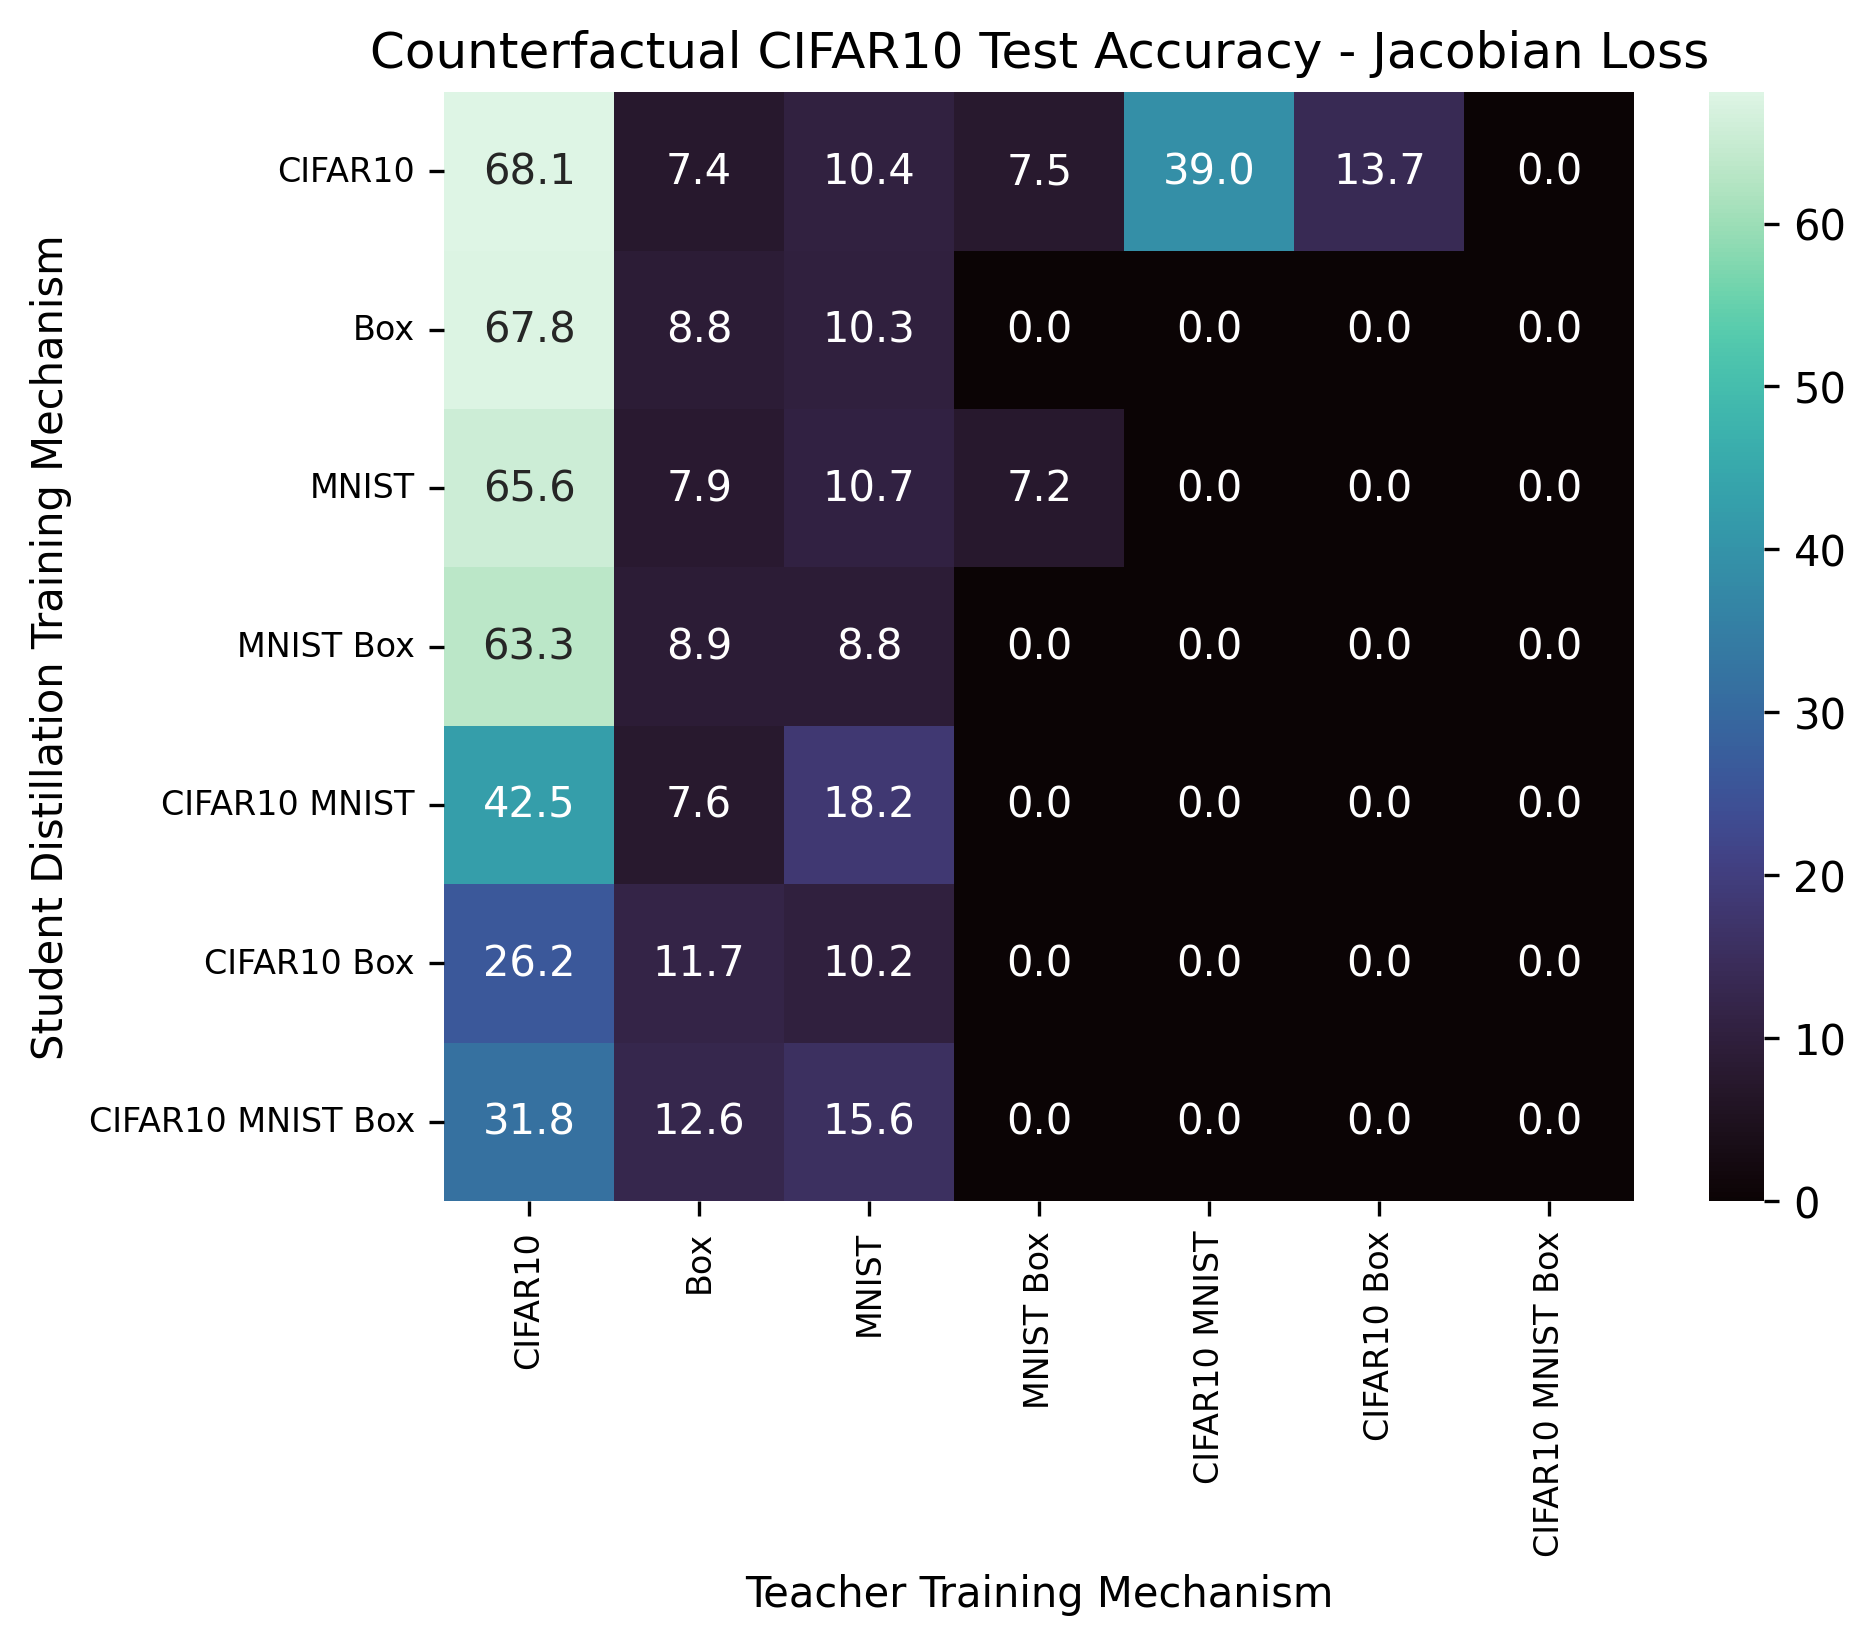 Counterfactual CIFAR10 Test Accuracy - Jacobian Loss
Student Distillation Training Mechanism
CIFAR10 68.1 7.4 10.4 7.5 39.0 13.7 0.0
Box 67.8 8.8 10.3 0.0 0.0 0.0 0.0
MNIST 65.6 7.9 10.7 7.2 0.0 0.0 0.0
MNIST Box 63.3 8.9 8.8 0.0 0.0 0.0 0.0
CIFAR10 MNIST 42.5 7.6 18.2 0.0 0.0 0.0 0.0
CIFAR10 Box 26.2 11.7 10.2 0.0 0.0 0.0 0.0
CIFAR10 MNIST Box 31.8 12.6 15.6 0.0 0.0 0.0 0.0
CIFAR10
Box
MNIST
MNIST Box
CIFAR10 MNIST
CIFAR10 Box
CIFAR10 MNIST Box
Teacher Training Mechanism
60
50
40
30
20
10
0